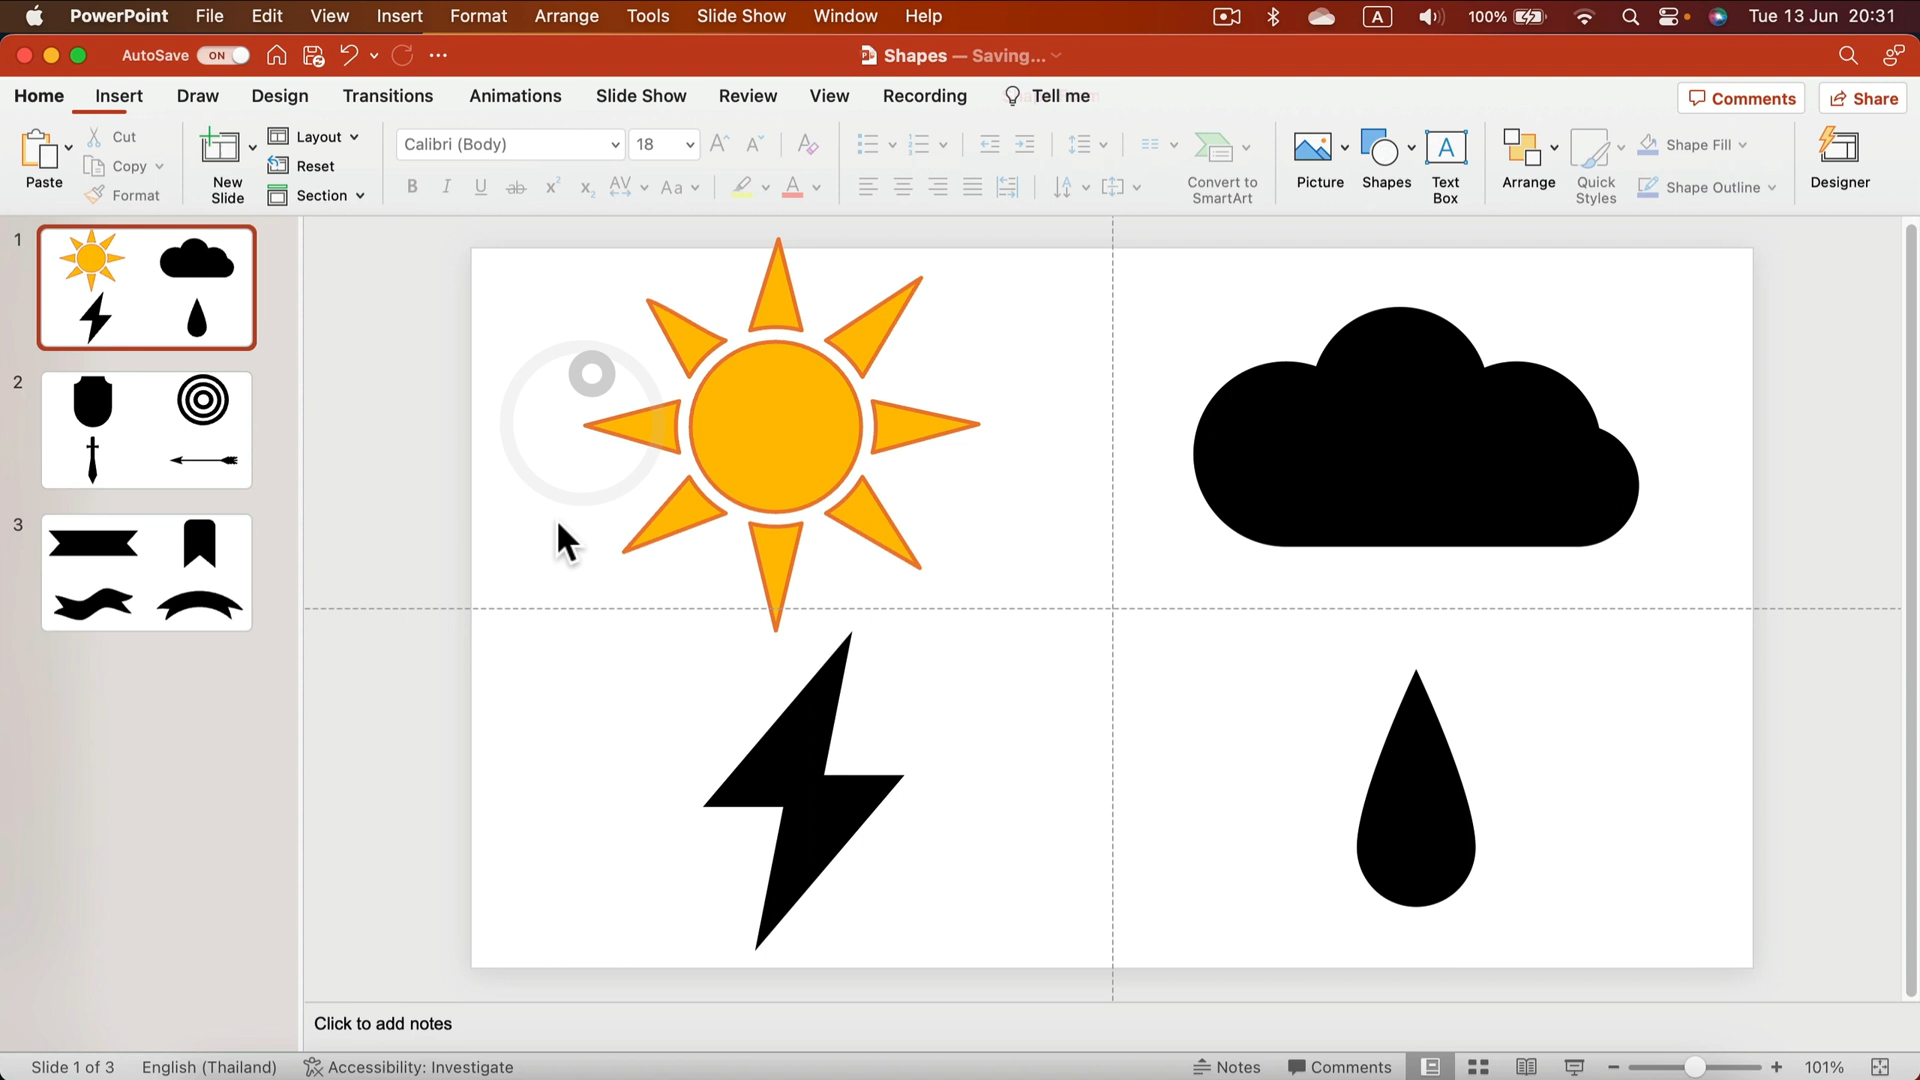 PowerPoint File Edit View Insert Format Arrange Tools Slide Show Window Help A 100% Tue 13 Jun 20:31
AutoSave ON Shapes — Saving...
Home Insert Draw Design Transitions Animations Slide Show Review View Recording Tell me Comments Share
Paste Cut Copy Format
New Slide Layout Reset Section
Calibri (Body) 18
Convert to SmartArt
Picture Shapes Text Box
Arrange Quick Styles Shape Fill Shape Outline
Designer
1
2
3
Click to add notes
Slide 1 of 3 English (Thailand) Accessibility: Investigate Notes Comments 101%